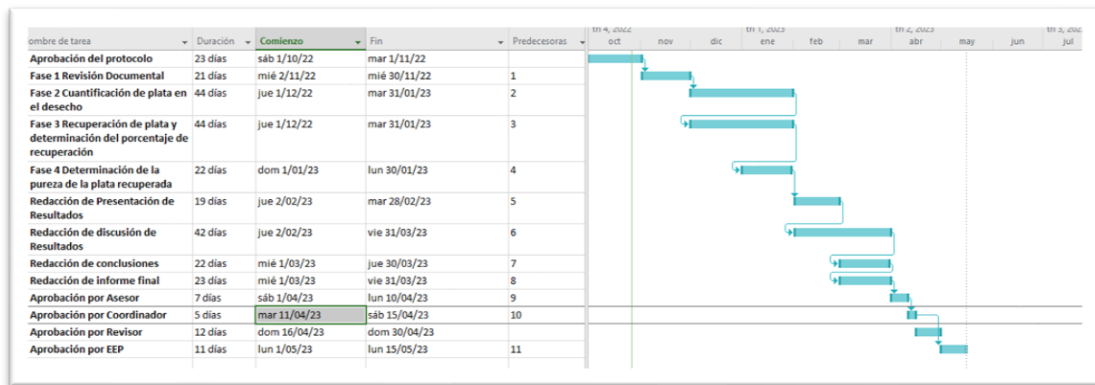 tri 4, 2022 tri 1, 2023 tri 2, 2023 tri 3, 202
ombre de tarea Duración Comienzo Fin Predecesoras oct nov dic ene feb mar abr may jun jul
Aprobación del protocolo 23 días sáb 1/10/22 mar 1/11/22
Fase 1 Revisión Documental 21 días mié 2/11/22 mié 30/11/22 1
Fase 2 Cuantificación de plata en 44 días jue 1/12/22 mar 31/01/23 2
el desecho
Fase 3 Recuperación de plata y 44 días jue 1/12/22 mar 31/01/23 3
determinación del porcentaje de
recuperación
Fase 4 Determinación de la 22 días dom 1/01/23 lun 30/01/23 4
pureza de la plata recuperada
Redacción de Presentación de 19 días jue 2/02/23 mar 28/02/23 5
Resultados
Redacción de discusión de 42 días jue 2/02/23 vie 31/03/23 6
Resultados
Redacción de conclusiones 22 días mié 1/03/23 jue 30/03/23 7
Redacción de informe final 23 días mié 1/03/23 vie 31/03/23 8
Aprobación por Asesor 7 días sáb 1/04/23 lun 10/04/23 9
Aprobación por Coordinador 5 días mar 11/04/23 sáb 15/04/23 10
Aprobación por Revisor 12 días dom 16/04/23 dom 30/04/23
Aprobación por EEP 11 días lun 1/05/23 lun 15/05/23 11